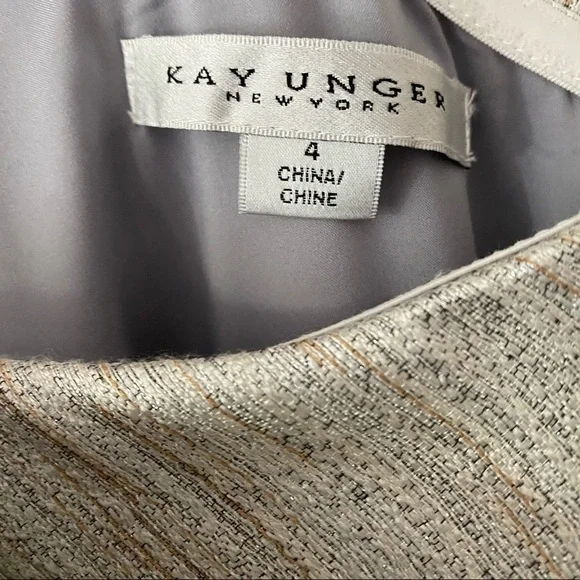 KAY UNGER
NEW YORK
4
CHINA/
CHINE